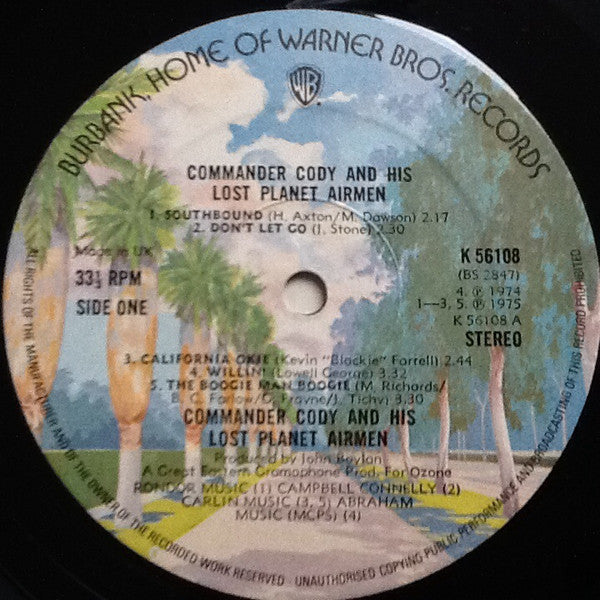 BURBANK, HOME OF WARNER BROS. RECORDS
WB
COMMANDER CODY AND HIS
LOST PLANET AIRMEN
1. SOUTHBOUND (H. Axton/M. Dawson) 2.17
2. DON'T LET GO (J. Stone) 2.30
Made in UK
33⅓ RPM
SIDE ONE
K 56108
(BS 2847)
4. ℗ 1974
1—3, 5. ℗ 1975
K 56108 A
STEREO
3. CALIFORNIA OKIE (Kevin "Blackie" Farrell) 2.44
4. WILLIN' (Lowell George) 3.32
5. THE BOOGIE MAN BOOGIE (M. Richards/
B. C. Farlow/G. Frayne/J. Tichy) 3.30
COMMANDER CODY AND HIS
LOST PLANET AIRMEN
Produced by John Boylan
A Great Eastern Gramophone Prod. For Ozone
RONDOR MUSIC (1) CAMPBELL CONNELLY (2)
CARLIN MUSIC (3, 5) ABRAHAM
MUSIC (MCPS) (4)
ALL RIGHTS OF THE MANUFACTURER AND OF THE OWNER OF THE RECORDED WORK RESERVED · UNAUTHORISED COPYING PUBLIC PERFORMANCE AND BROADCASTING OF THIS RECORD PROHIBITED